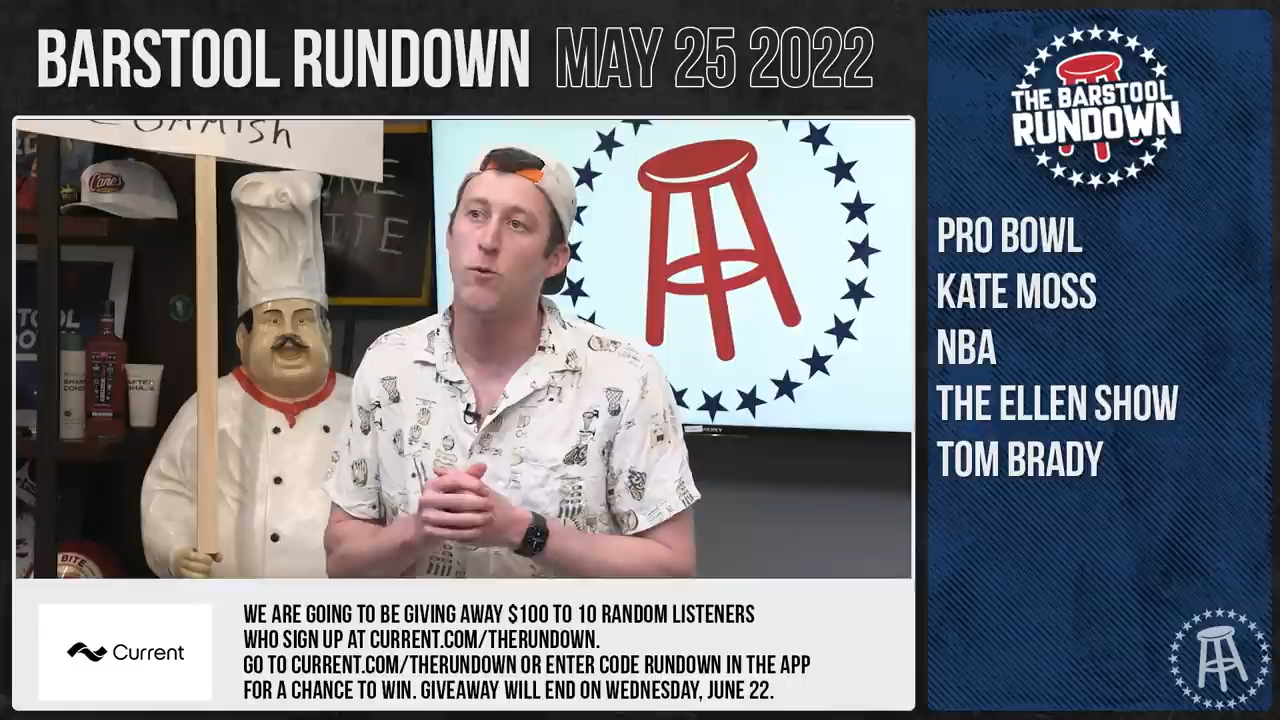 BARSTOOL RUNDOWN MAY 25 2022
THE BARSTOOL
RUNDOWN
PRO BOWL
KATE MOSS
NBA
THE ELLEN SHOW
TOM BRADY
Cane's
BITE
Current
WE ARE GOING TO BE GIVING AWAY $100 TO 10 RANDOM LISTENERS
WHO SIGN UP AT CURRENT.COM/THERUNDOWN.
GO TO CURRENT.COM/THERUNDOWN OR ENTER CODE RUNDOWN IN THE APP
FOR A CHANCE TO WIN. GIVEAWAY WILL END ON WEDNESDAY, JUNE 22.